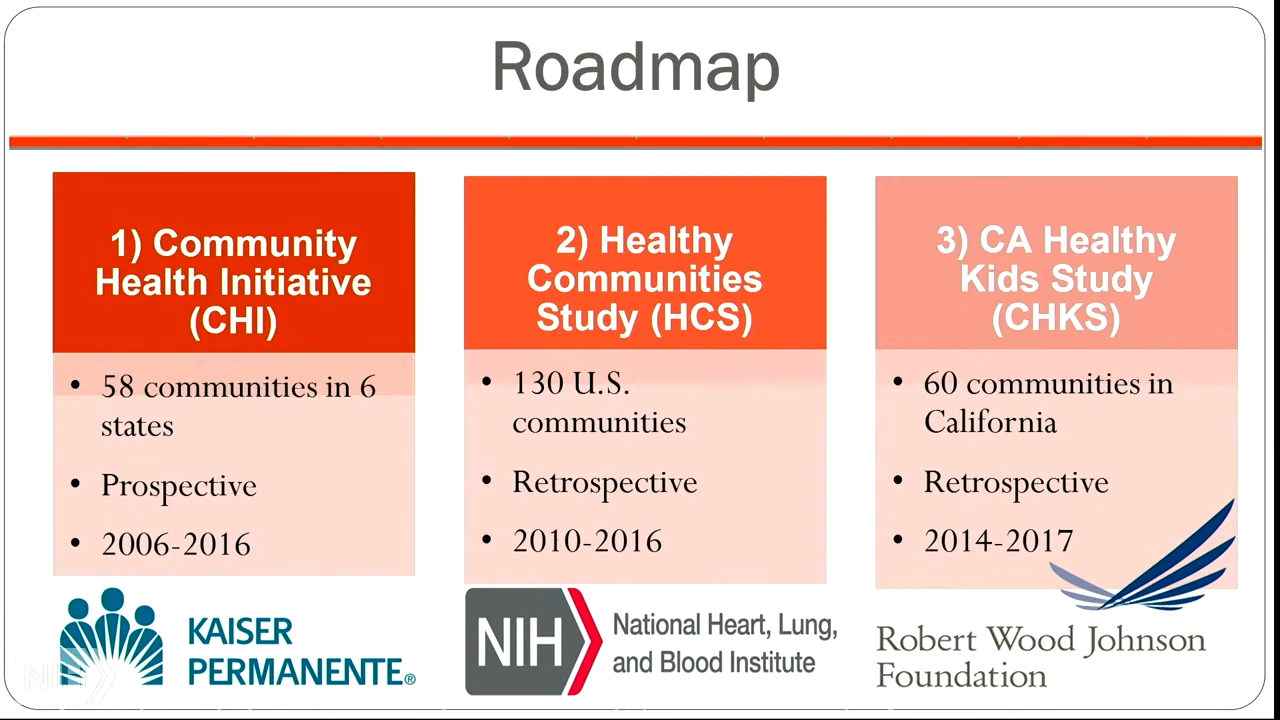 Roadmap
1) Community
Health Initiative
(CHI)
• 58 communities in 6
states
• Prospective
• 2006-2016
2) Healthy
Communities
Study (HCS)
• 130 U.S.
communities
• Retrospective
• 2010-2016
3) CA Healthy
Kids Study
(CHKS)
• 60 communities in
California
• Retrospective
• 2014-2017
KAISER
PERMANENTE®
NIH
National Heart, Lung,
and Blood Institute
Robert Wood Johnson
Foundation
NIH